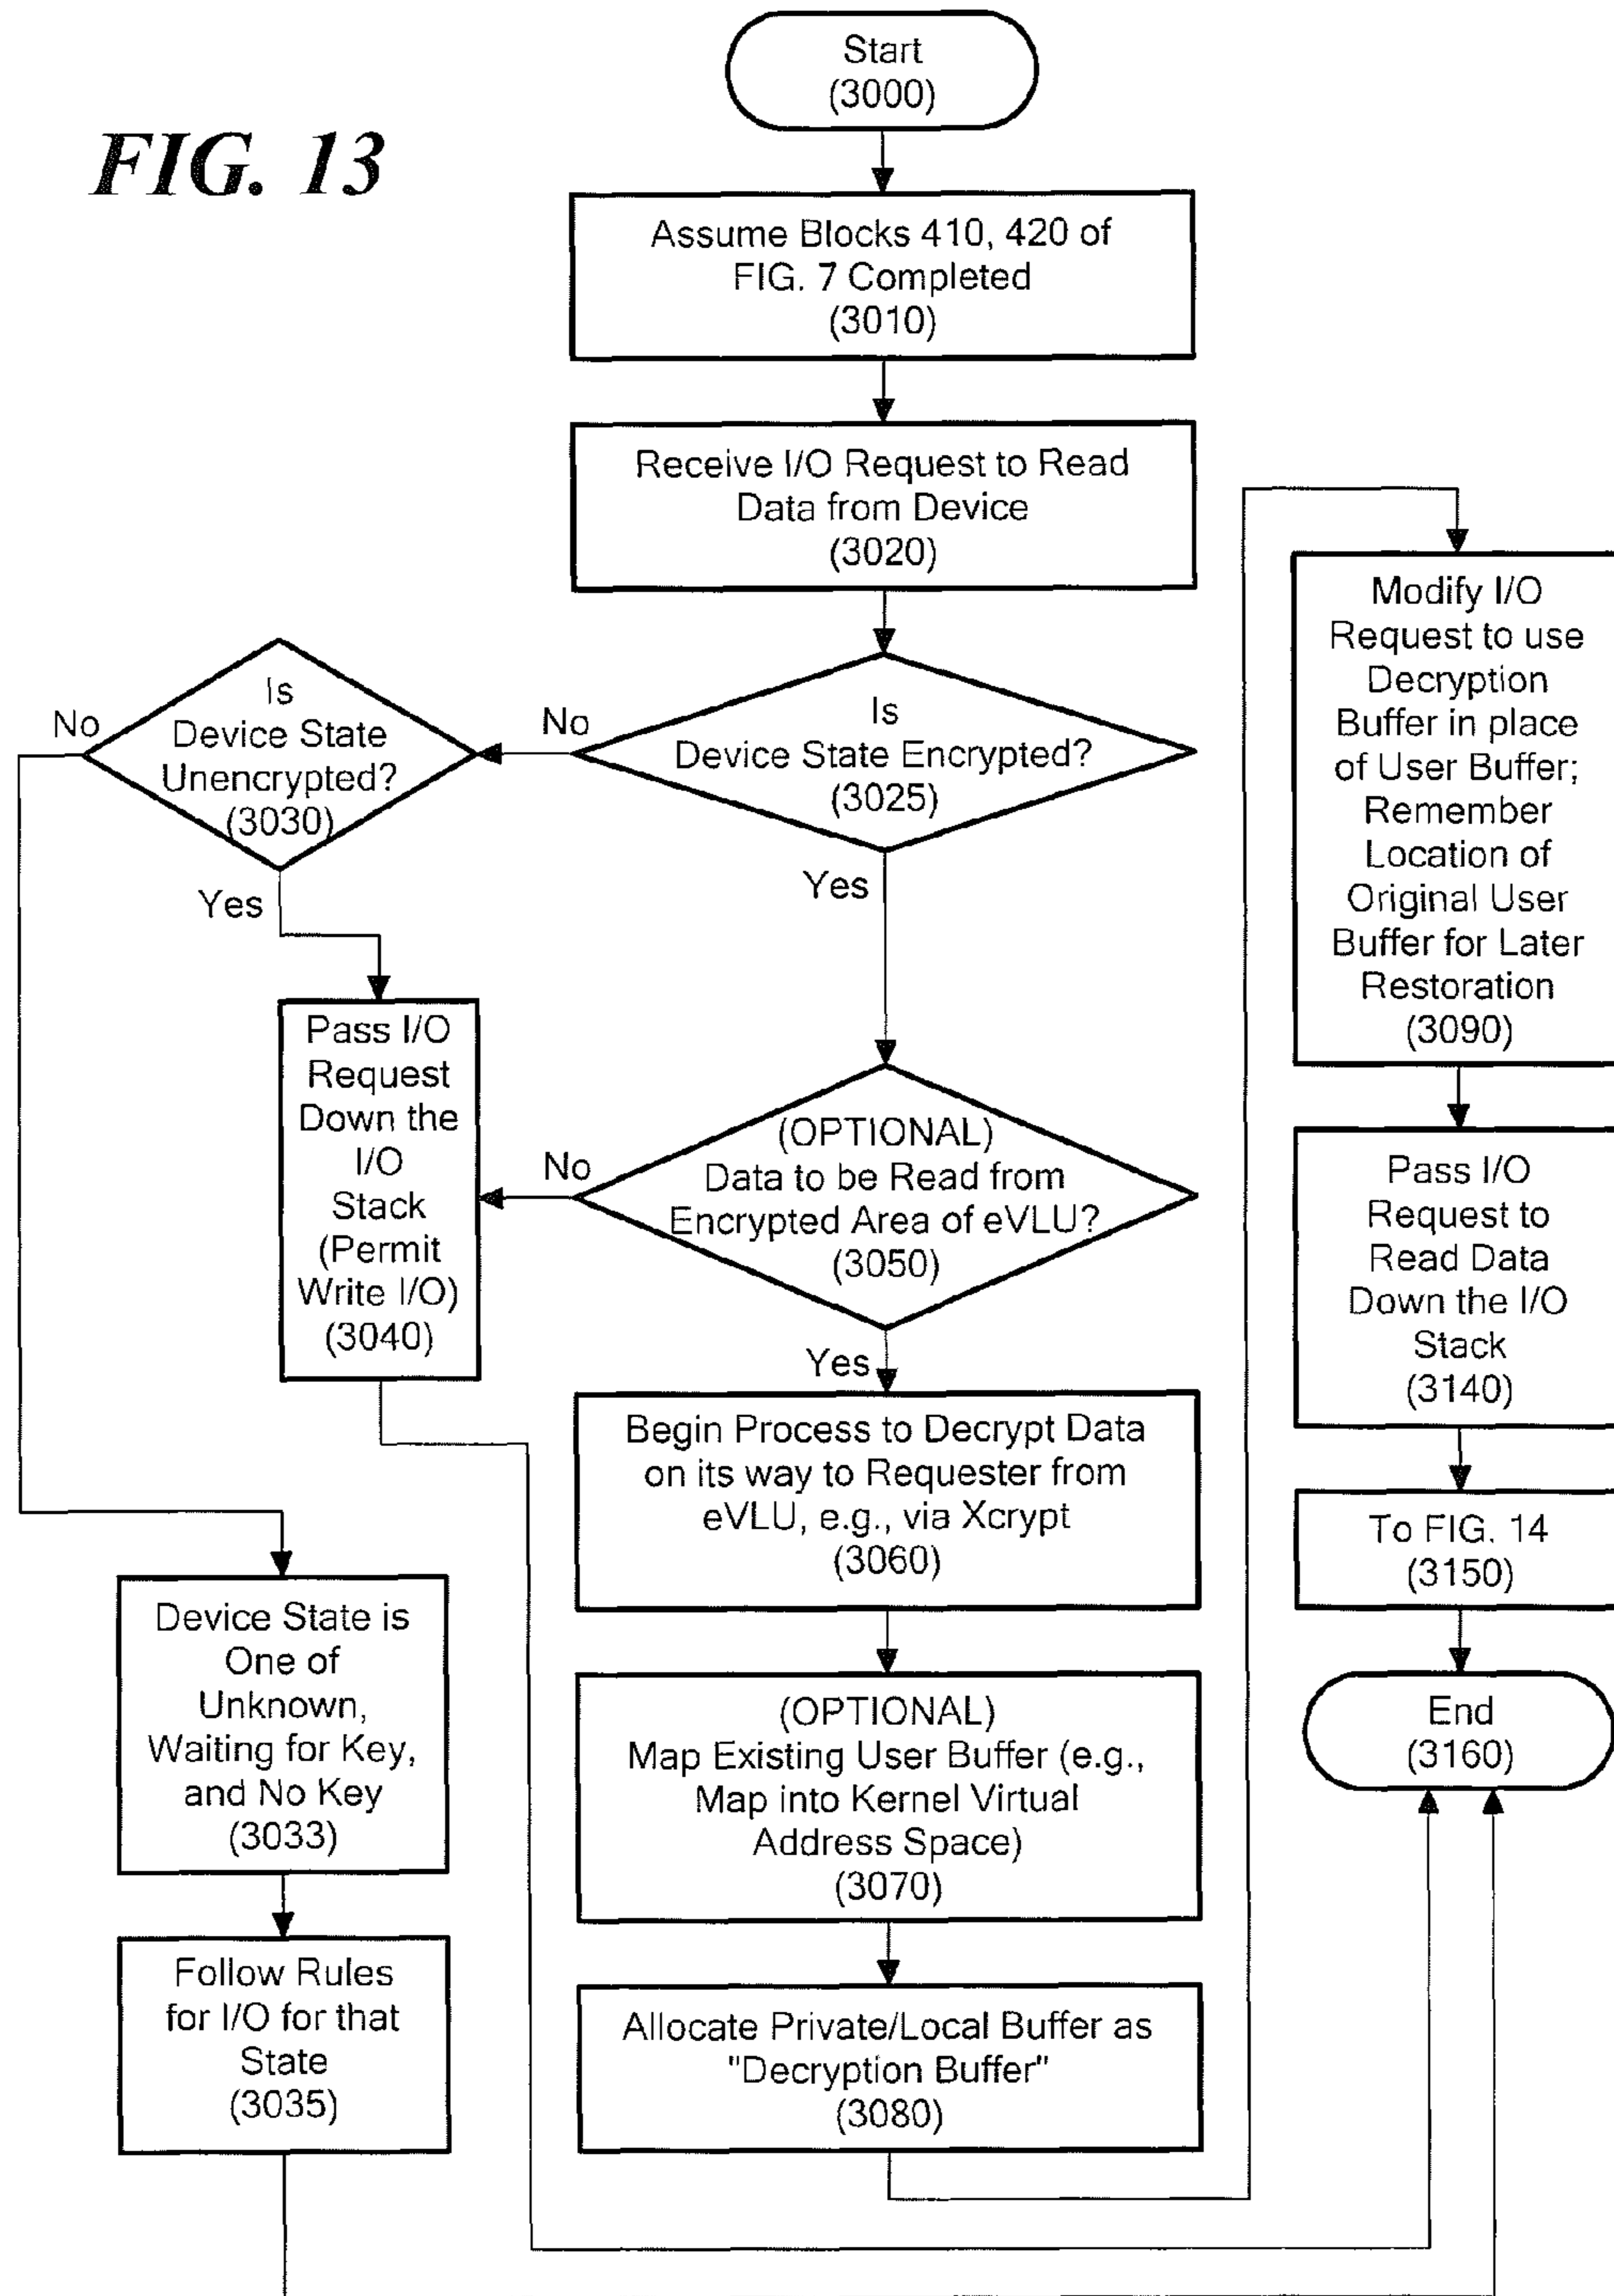 FIG. 13
Start
(3000)
Assume Blocks 410, 420 of
FIG. 7 Completed
(3010)
Receive I/O Request to Read
Data from Device
(3020)
Is
Device State Encrypted?
(3025)
No
Yes
Is
Device State
Unencrypted?
(3030)
No
Yes
Pass I/O
Request
Down the
I/O
Stack
(Permit
Write I/O)
(3040)
(OPTIONAL)
Data to be Read from
Encrypted Area of eVLU?
(3050)
No
Yes
Device State is
One of
Unknown,
Waiting for Key,
and No Key
(3033)
Follow Rules
for I/O for that
State
(3035)
Begin Process to Decrypt Data
on its way to Requester from
eVLU, e.g., via Xcrypt
(3060)
(OPTIONAL)
Map Existing User Buffer (e.g.,
Map into Kernel Virtual
Address Space)
(3070)
Allocate Private/Local Buffer as
"Decryption Buffer"
(3080)
Modify I/O
Request to use
Decryption
Buffer in place
of User Buffer;
Remember
Location of
Original User
Buffer for Later
Restoration
(3090)
Pass I/O
Request to
Read Data
Down the I/O
Stack
(3140)
To FIG. 14
(3150)
End
(3160)